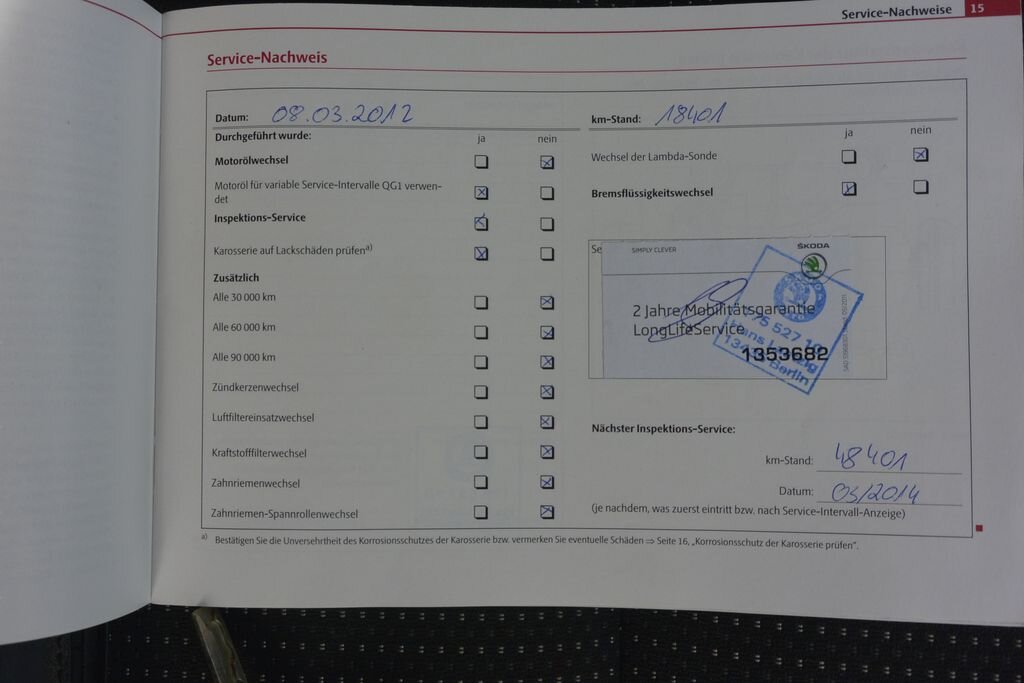 Service-Nachweise 15
Service-Nachweis
Datum: 08.03.2012
km-Stand: 18401
Durchgeführt wurde: ja nein
ja nein
Motorölwechsel
Wechsel der Lambda-Sonde
Motoröl für variable Service-Intervalle QG1 verwen-
det
Bremsflüssigkeitswechsel
Inspektions-Service
Karosserie auf Lackschäden prüfen a)
Zusätzlich
Alle 30 000 km
Alle 60 000 km
Alle 90 000 km
Zündkerzenwechsel
Luftfiltereinsatzwechsel
Kraftstofffilterwechsel
Zahnriemenwechsel
Zahnriemen-Spannrollenwechsel
Se
SIMPLY CLEVER
ŠKODA
2 Jahre Mobilitätsgarantie
LongLifeService
1353682
75 527 10
Berlin
Nächster Inspektions-Service:
km-Stand: 48401
Datum: 03/2014
(je nachdem, was zuerst eintritt bzw. nach Service-Intervall-Anzeige)
a) Bestätigen Sie die Unversehrtheit des Korrosionsschutzes der Karosserie bzw. vermerken Sie eventuelle Schäden ⇒ Seite 16, „Korrosionsschutz der Karosserie prüfen“.